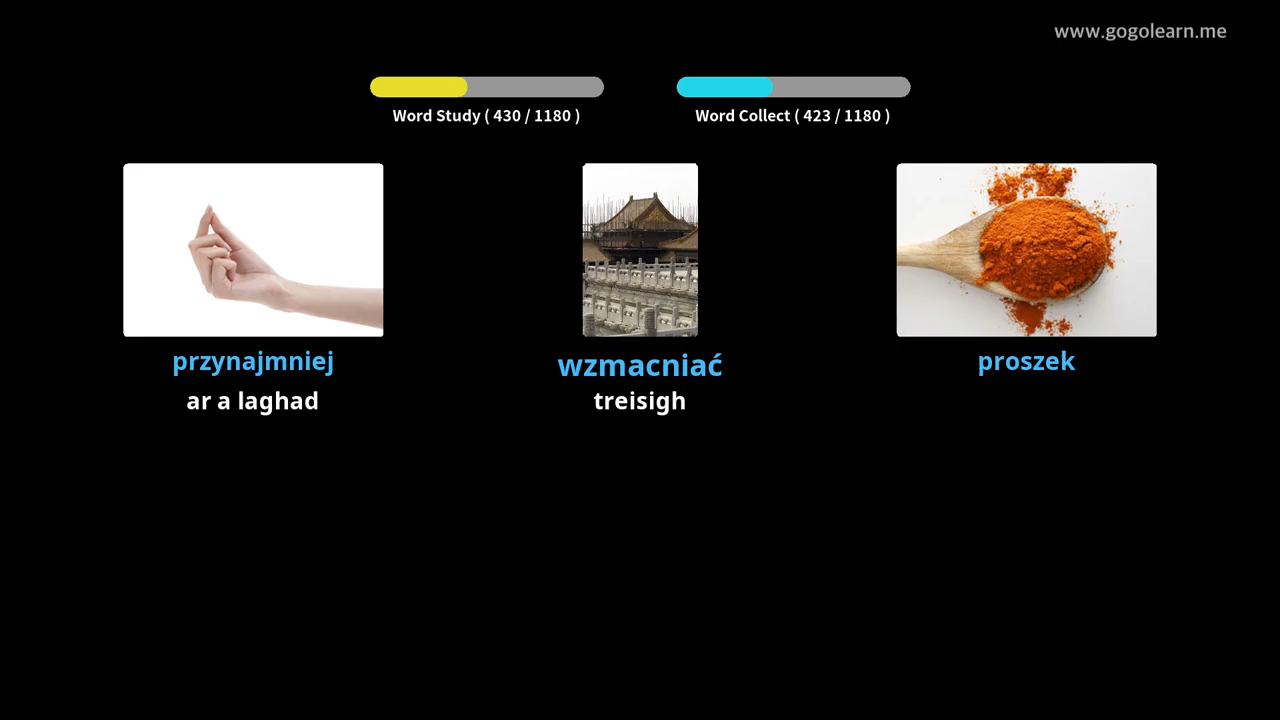 www.gogolearn.me
Word Study ( 430 / 1180 )
Word Collect ( 423 / 1180 )
przynajmniej
ar a laghad
wzmacniać
treisigh
proszek